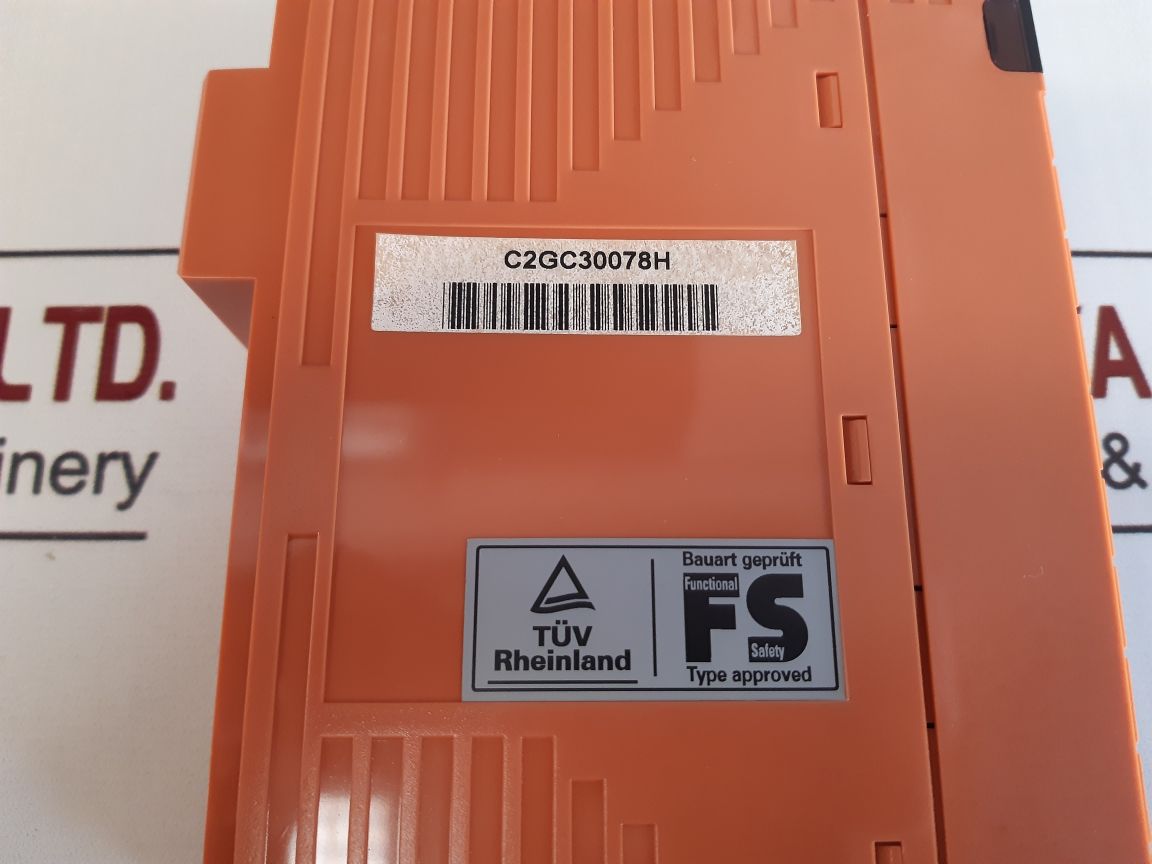 C2GC30078H
LTD.
inery
A
&
TÜV
Rheinland
Bauart geprüft
Functional
FS
Safety
Type approved